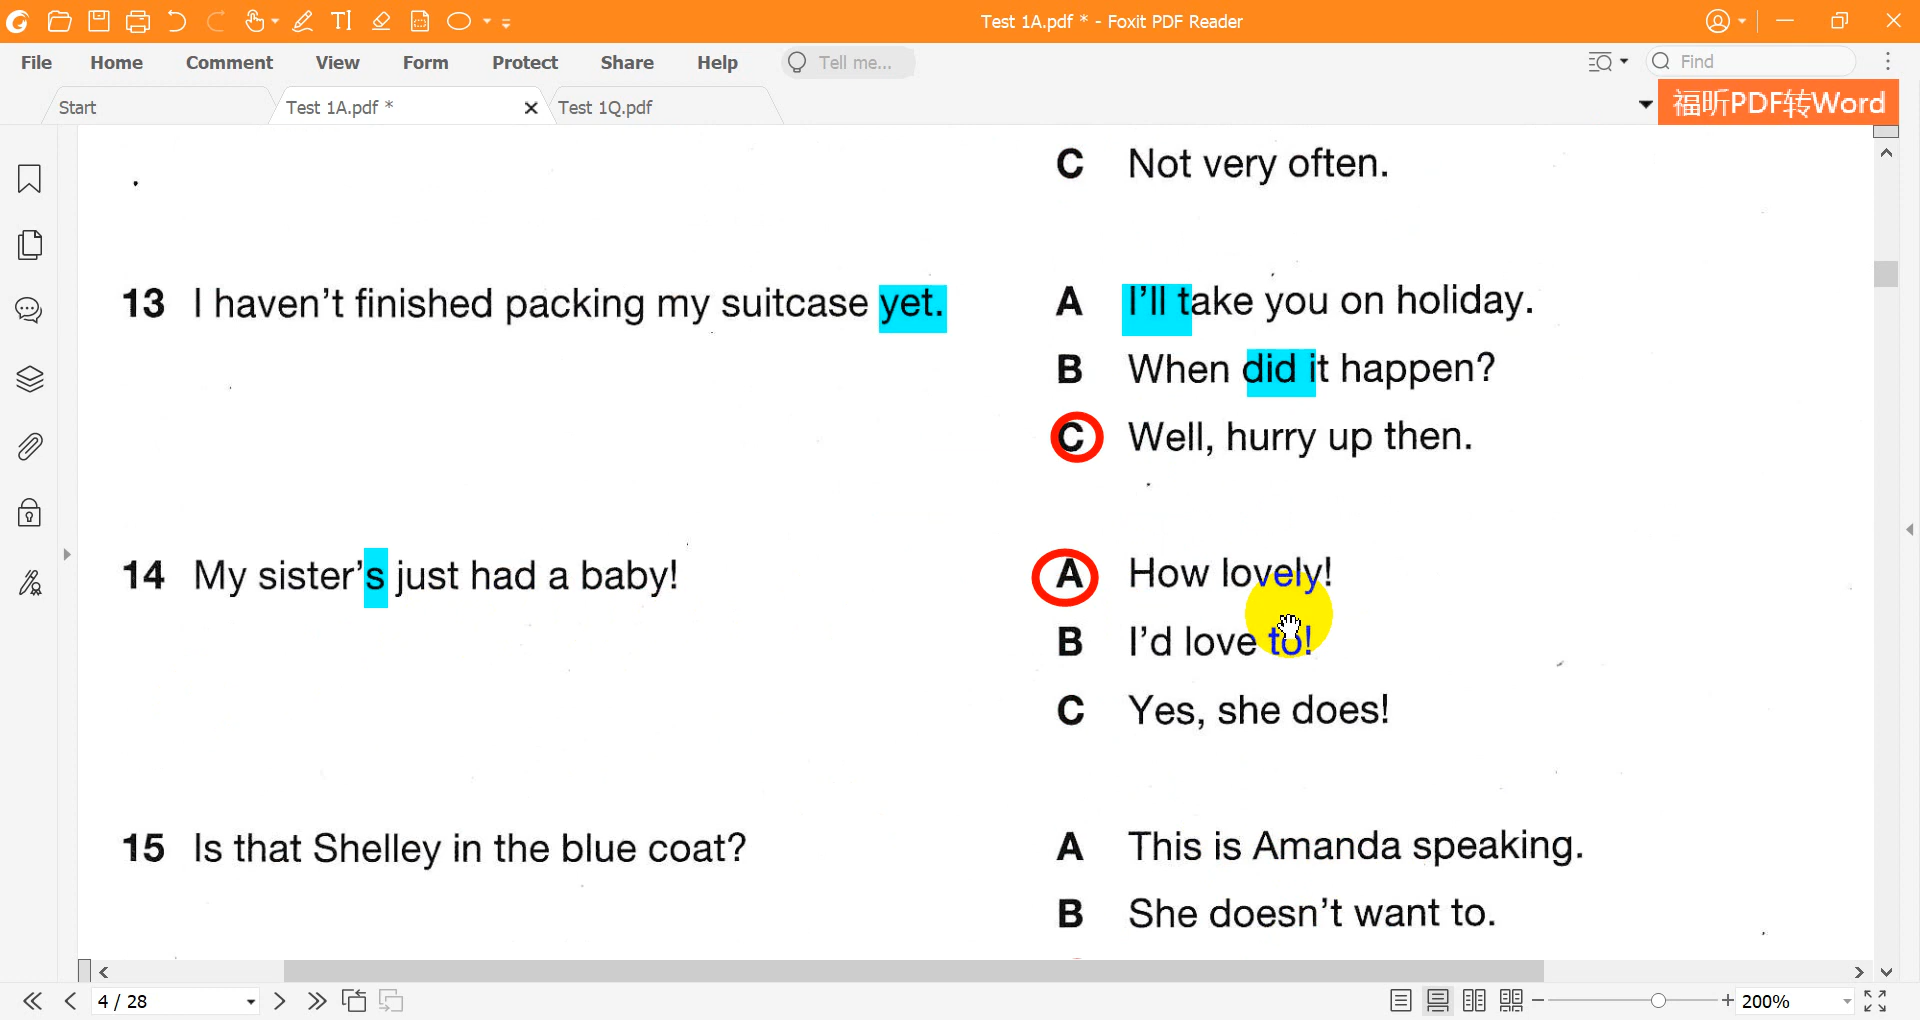 Test 1A.pdf * - Foxit PDF Reader
File Home Comment View Form Protect Share Help Tell me... Find
Start Test 1A.pdf * Test 1Q.pdf 福昕PDF转Word
C Not very often.
13 I haven't finished packing my suitcase yet. A I'll take you on holiday.
B When did it happen?
C Well, hurry up then.
14 My sister's just had a baby! A How lovely!
B I'd love to!
C Yes, she does!
15 Is that Shelley in the blue coat? A This is Amanda speaking.
B She doesn't want to.
4 / 28 200%